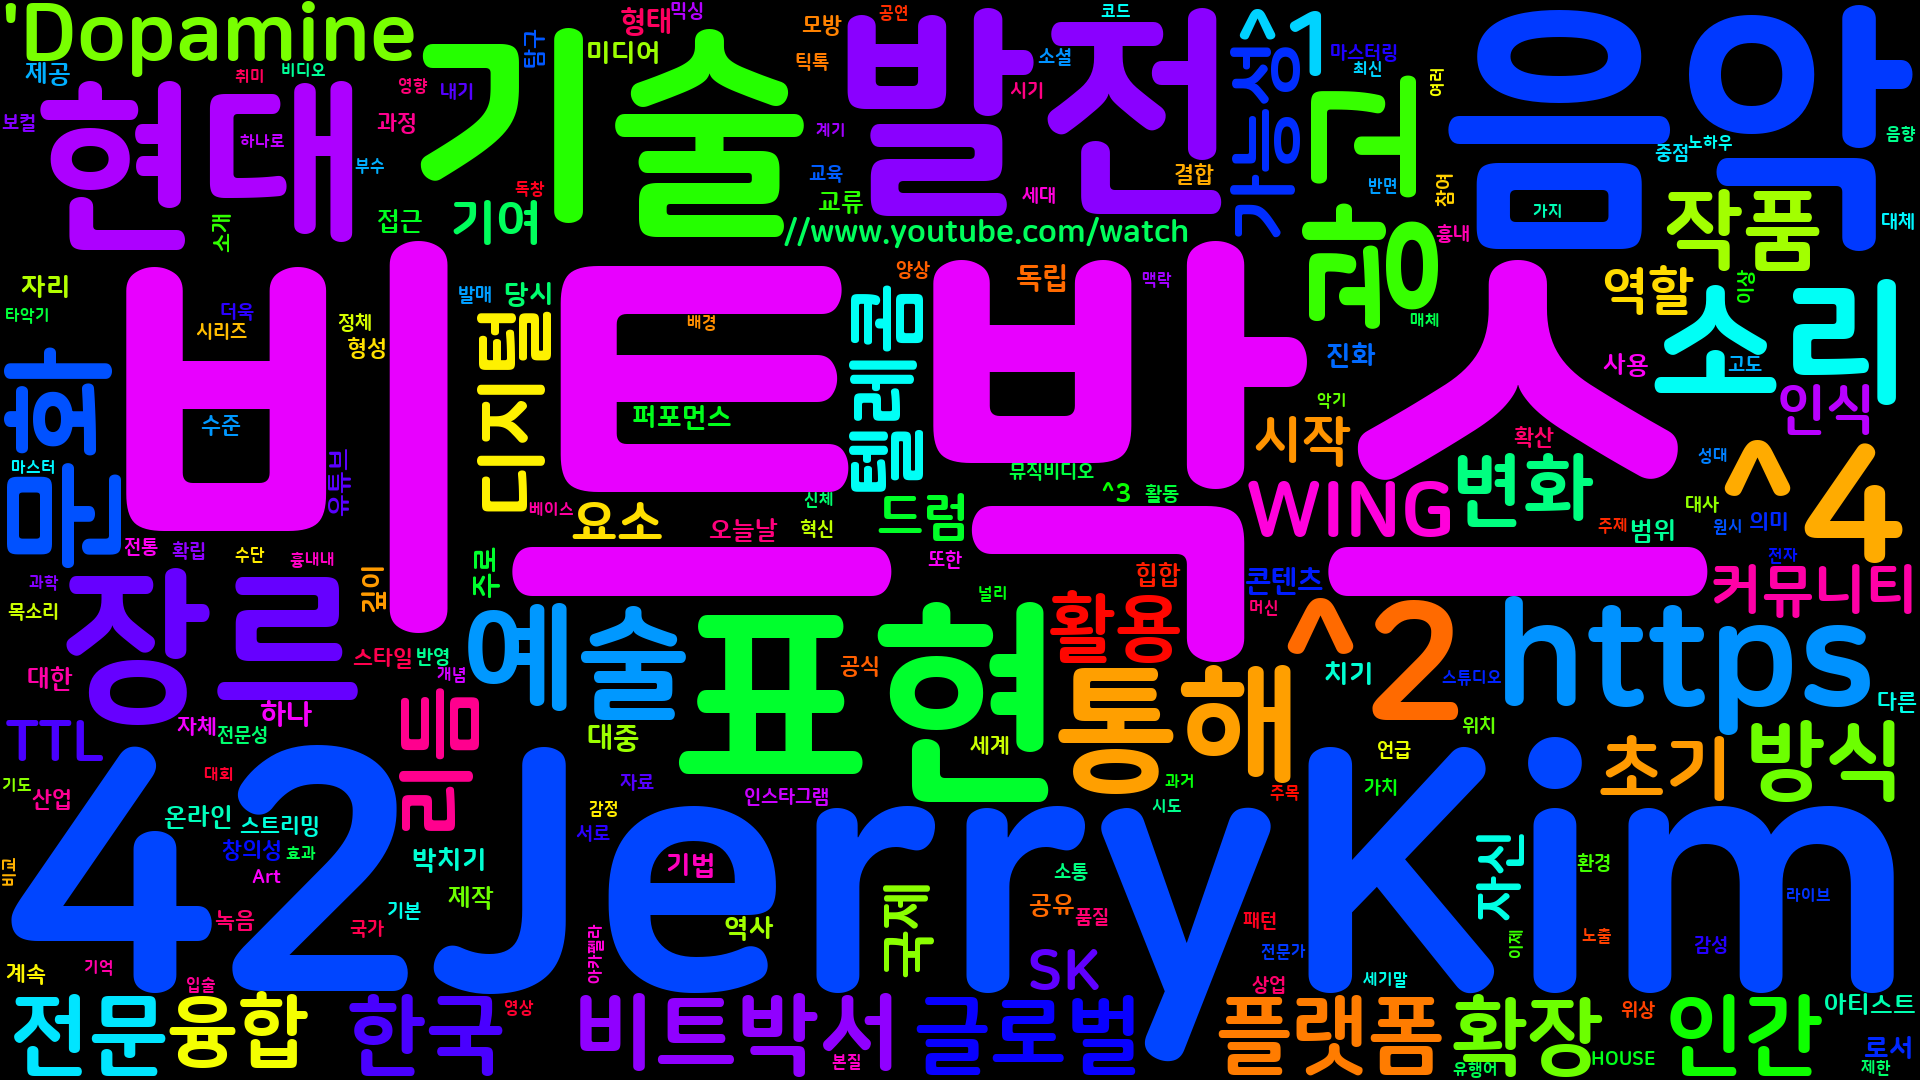 'Dopamine
제공
취미
비디오
현대
하나로
보컬
영향
내기
과정
부수
접근
소개
기술
탐구
형태
믹싱
미디어
독창
기여
모방
공연
틱톡
발전
계기
교육
교류
세대
소셜
시기
코드
결합
가능성
^1
마스터링
최신
여러
근
반면
참여
흉내
음악
중점
노하우
음향
가지
대체
작품
//www.youtube.com/watch
자리
타악기
더욱
시리즈
정체
형성
발매
당시
비트박스
수준
디지털
배경
퍼포먼스
텔레콤
양상
독립
맥락
매체
진화
역할
이상
소리
사용
고도
인식
악기
시작
확산
문화
마스터
유튜브
베이스
요소
오늘날
신체
혁신
드럼
뮤직비디오
^3
활동
WING
변화
성대
^4
대사
원시
의미
주제
범위
전자
전통
확립
수단
흉내내
과학
목소리
깊이
주로
또한
널리
힙합
콘텐츠
머신
커뮤니티
장르
대한
스타일
반영
개념
예술
표현
공식
활용
통해
^2
치기
스튜디오
위치
https
다른
TTL
자체
전문성
하나
리듬
대중
세계
언급
초기
방식
기도
산업
대회
온라인
스트리밍
창의성
효과
Art
자료
인스타그램
감정
서로
과거
시도
주목
가치
42JerryKim
비교
박치기
기법
제작
기본
녹음
국가
역사
아카펠라
국제
소통
공유
품질
패턴
자신
환경
라이브
전문가
이제
노출
감성
계속
기억
입술
상업
세기말
SK
전문
융합
한국
영상
비트박서
본질
글로벌
플랫폼
확장
유행어
HOUSE
위상
인간
아티스트
로서
제한